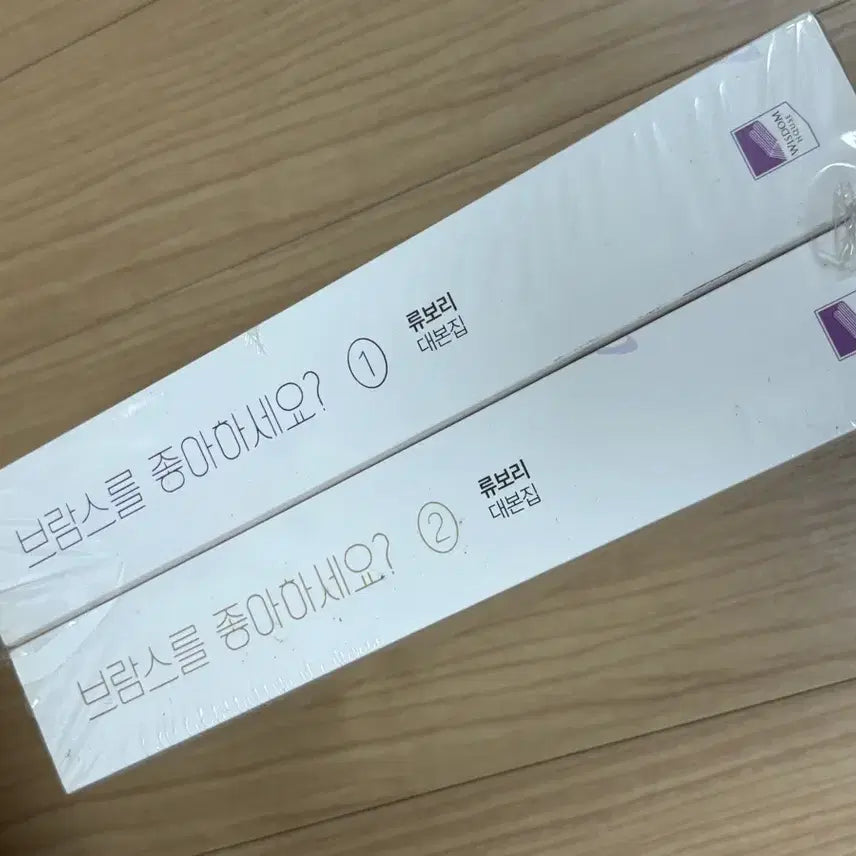 브람스를 좋아하세요? ①
류보리
대본집
WISDOM
HOUSE
브람스를 좋아하세요? ②
류보리
대본집